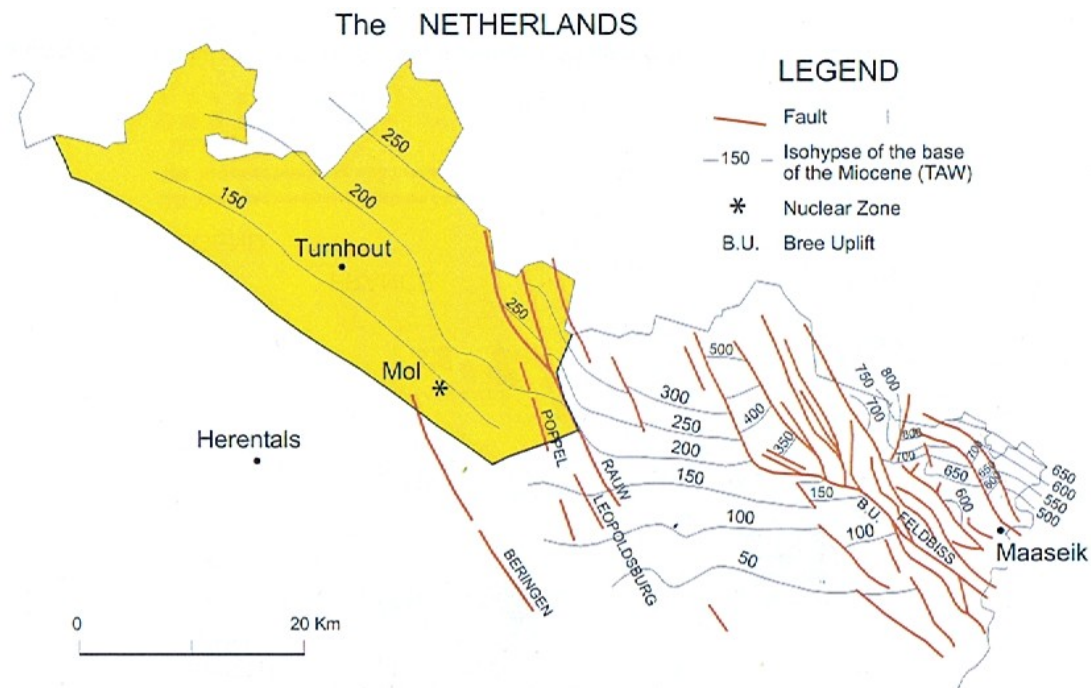 The NETHERLANDS
LEGEND
Fault
150 Isohypse of the base
of the Miocene (TAW)
* Nuclear Zone
B.U. Bree Uplift
250
200
150
Turnhout
250
Mol
*
Herentals
POPPEL
RAUW
LEOPOLDSBURG
BERINGEN
300
250
200
150
100
50
500
400
350
150
B.U.
100
FELDBISS
750
800
700
700
650
600
700
650
600
550
500
Maaseik
0 20 Km